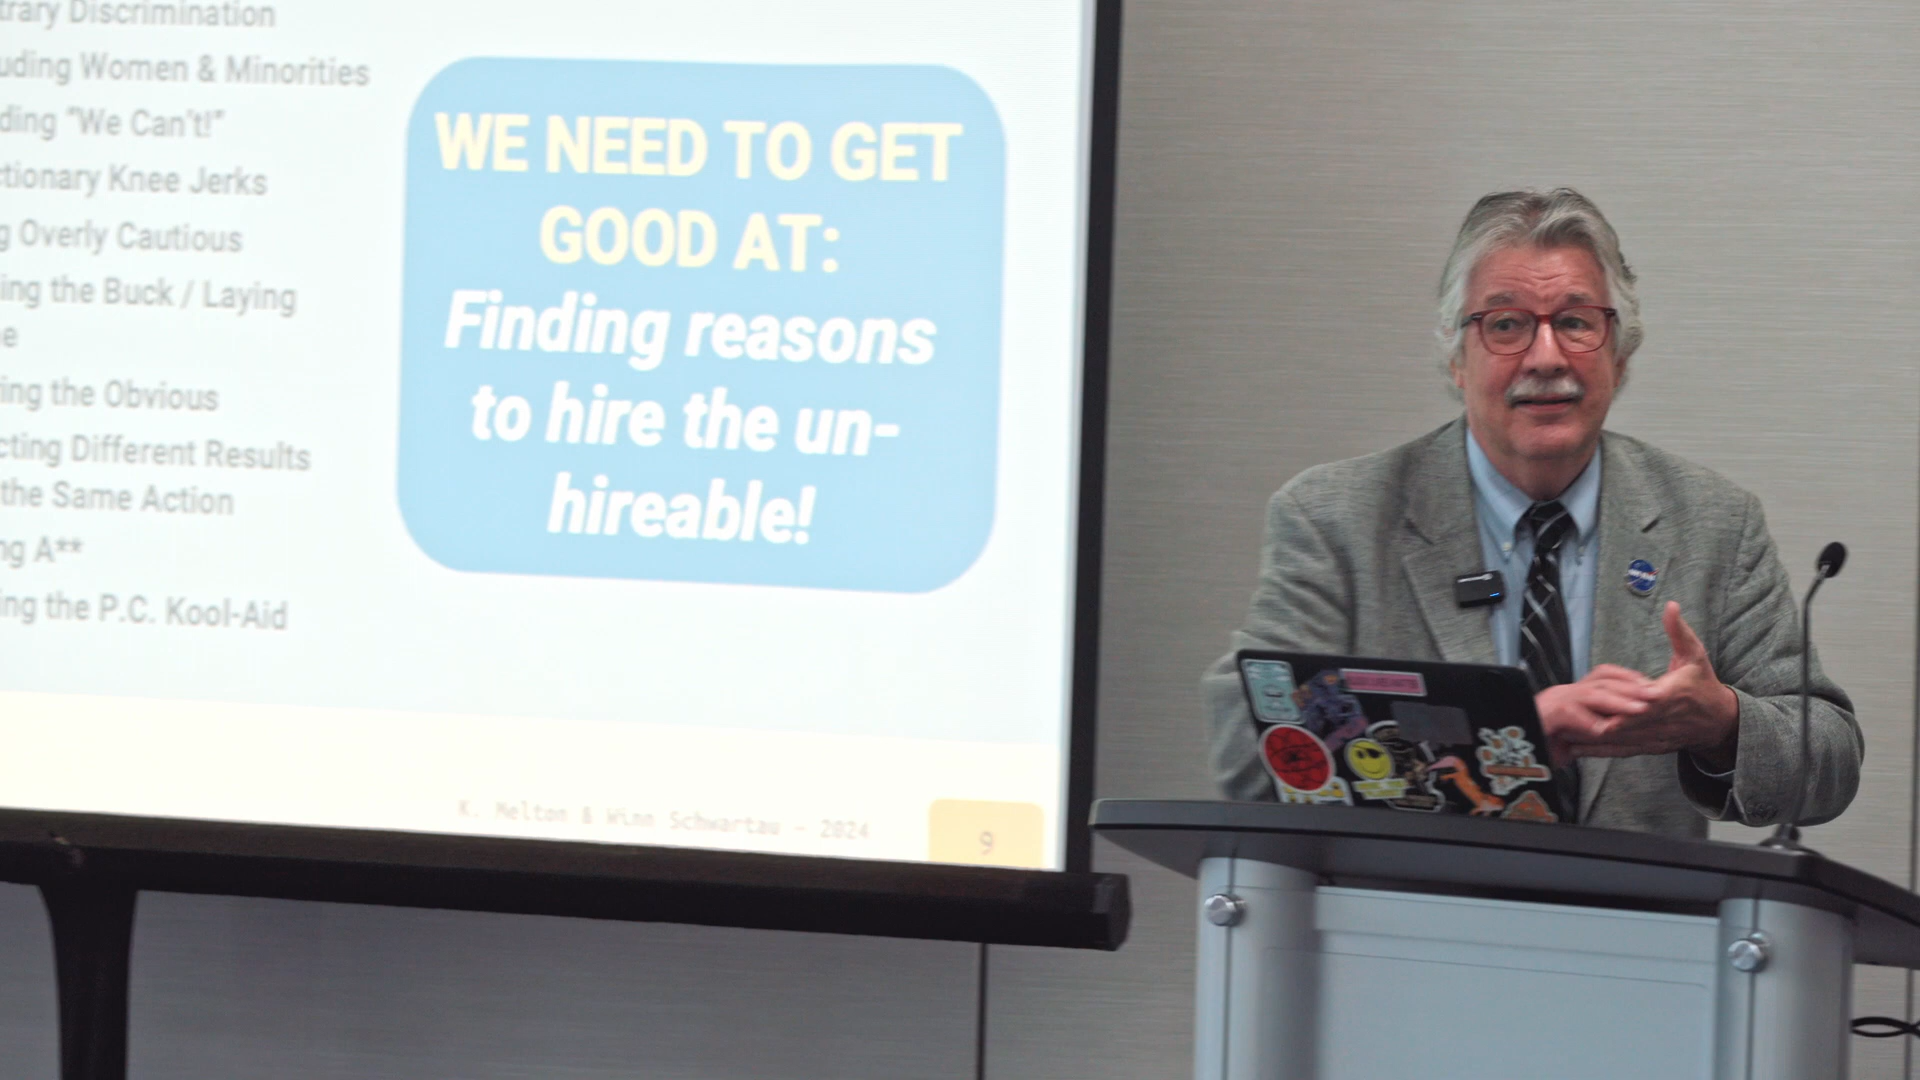 trary Discrimination
uding Women & Minorities
ding "We Can't!"
ctionary Knee Jerks
g Overly Cautious
ing the Buck / Laying
e
ing the Obvious
cting Different Results
the Same Action
ng A**
ing the P.C. Kool-Aid
WE NEED TO GET
GOOD AT:
Finding reasons
to hire the un-
hireable!
K. Melton & Winn Schwartau - 2024
9